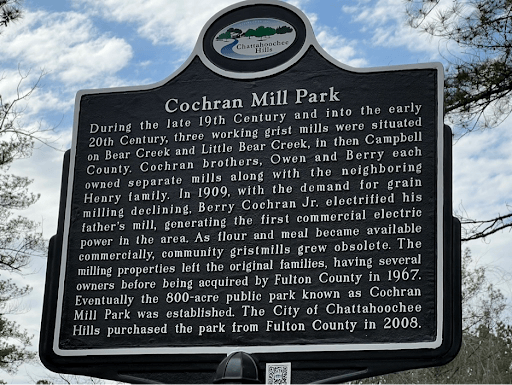 Chattahoochee
Hills
Cochran Mill Park
During the late 19th Century and into the early
20th Century, three working grist mills were situated
on Bear Creek and Little Bear Creek, in then Campbell
County. Cochran brothers, Owen and Berry each
owned separate mills along with the neighboring
Henry family. In 1909, with the demand for grain
milling declining, Berry Cochran Jr. electrified his
father's mill, generating the first commercial electric
power in the area. As flour and meal became available
commercially, community gristmills grew obsolete. The
milling properties left the original families, having several
owners before being acquired by Fulton County in 1967.
Eventually the 800-acre public park known as Cochran
Mill Park was established. The City of Chattahoochee
Hills purchased the park from Fulton County in 2008.